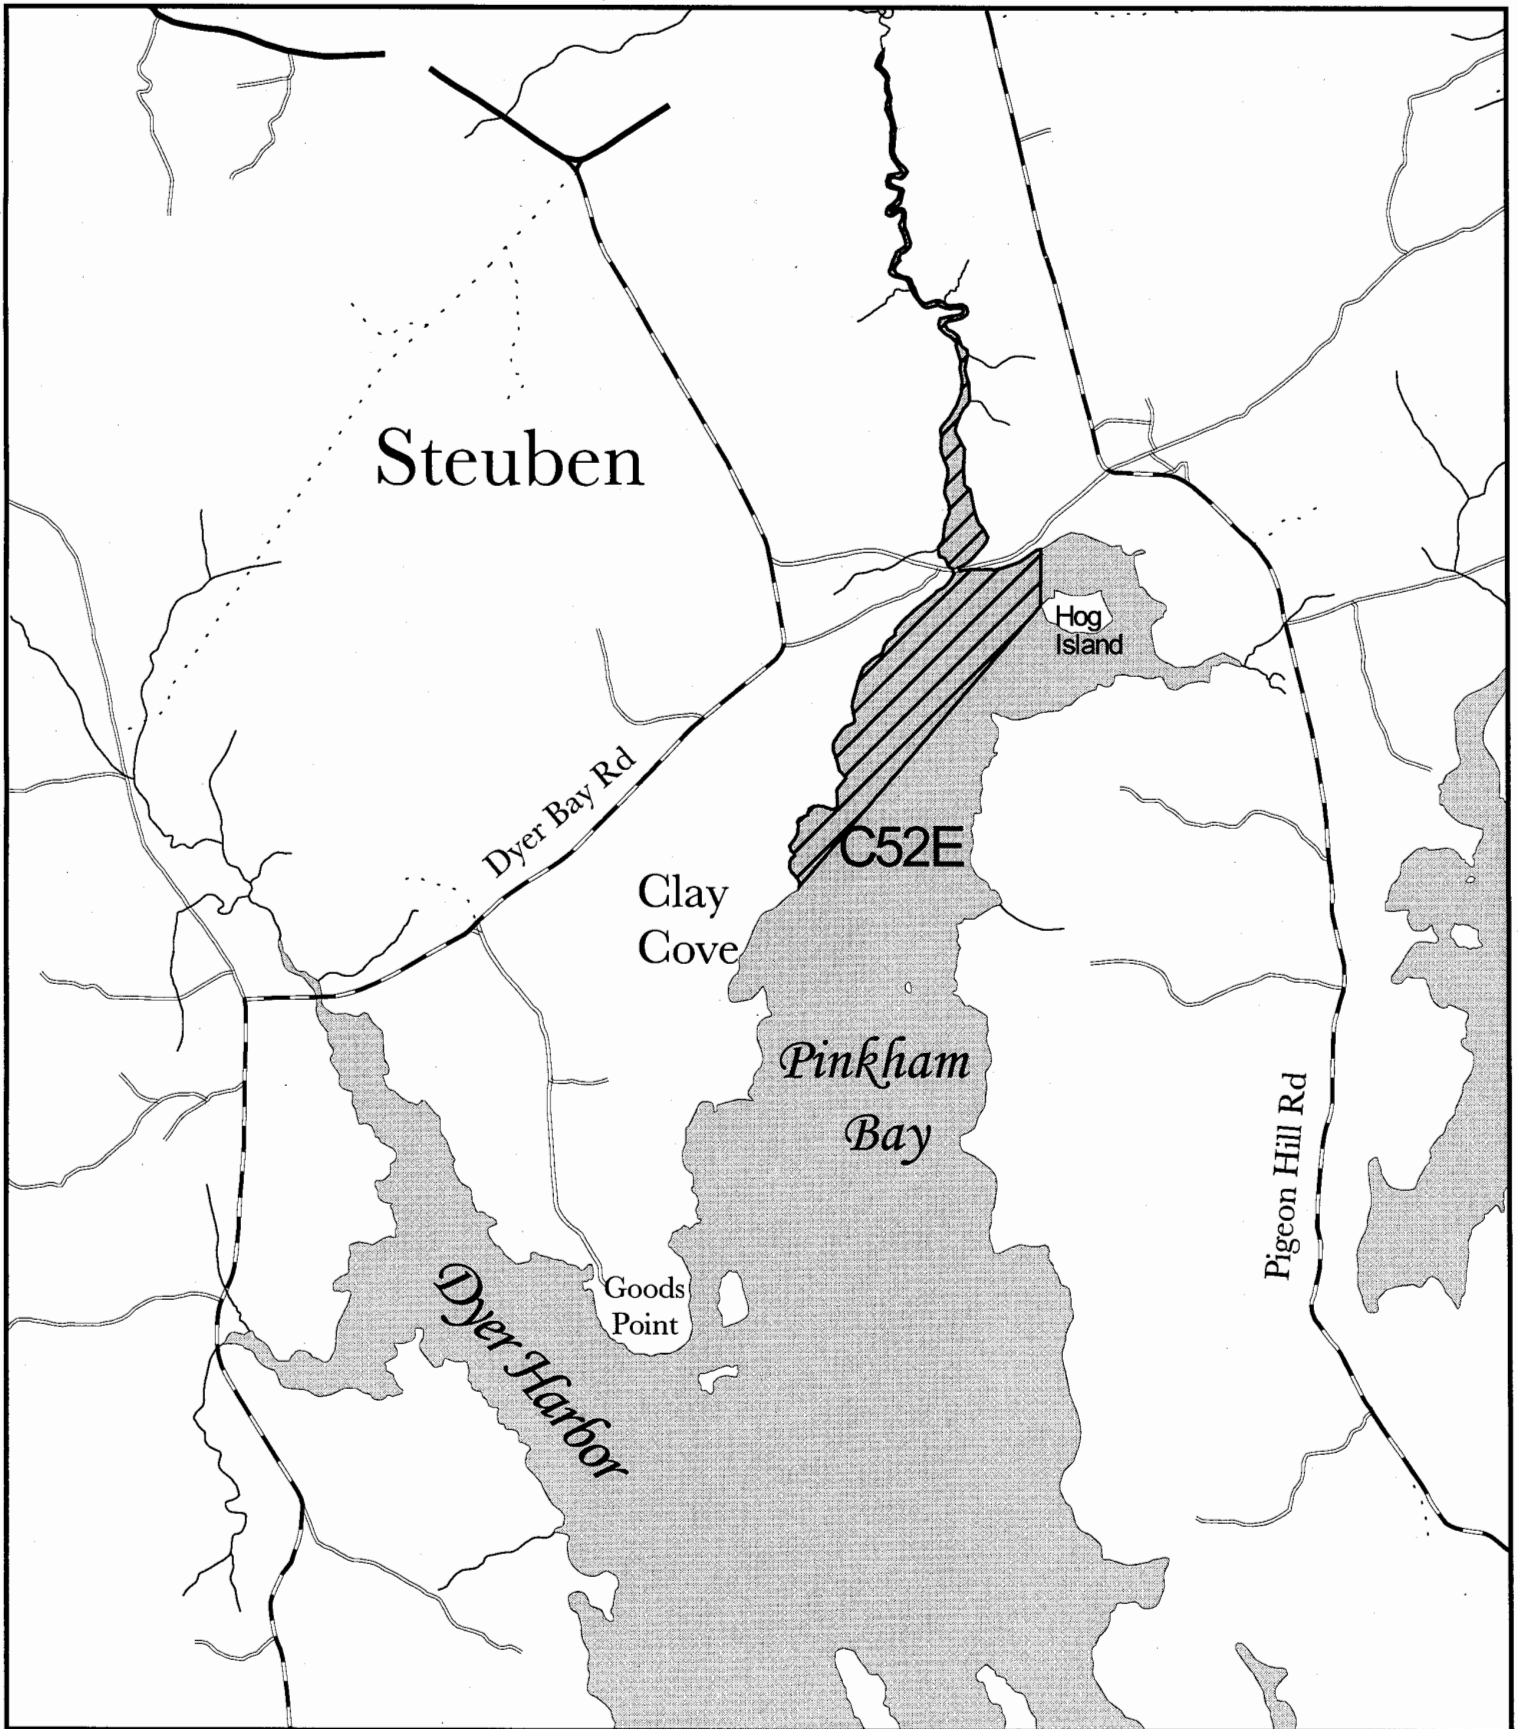 Steuben
Hog
Island
Dyer Bay Rd
C52E
Clay
Cove
Pinkham
Bay
Pigeon Hill Rd
Goods
Point
Dyer Harbor